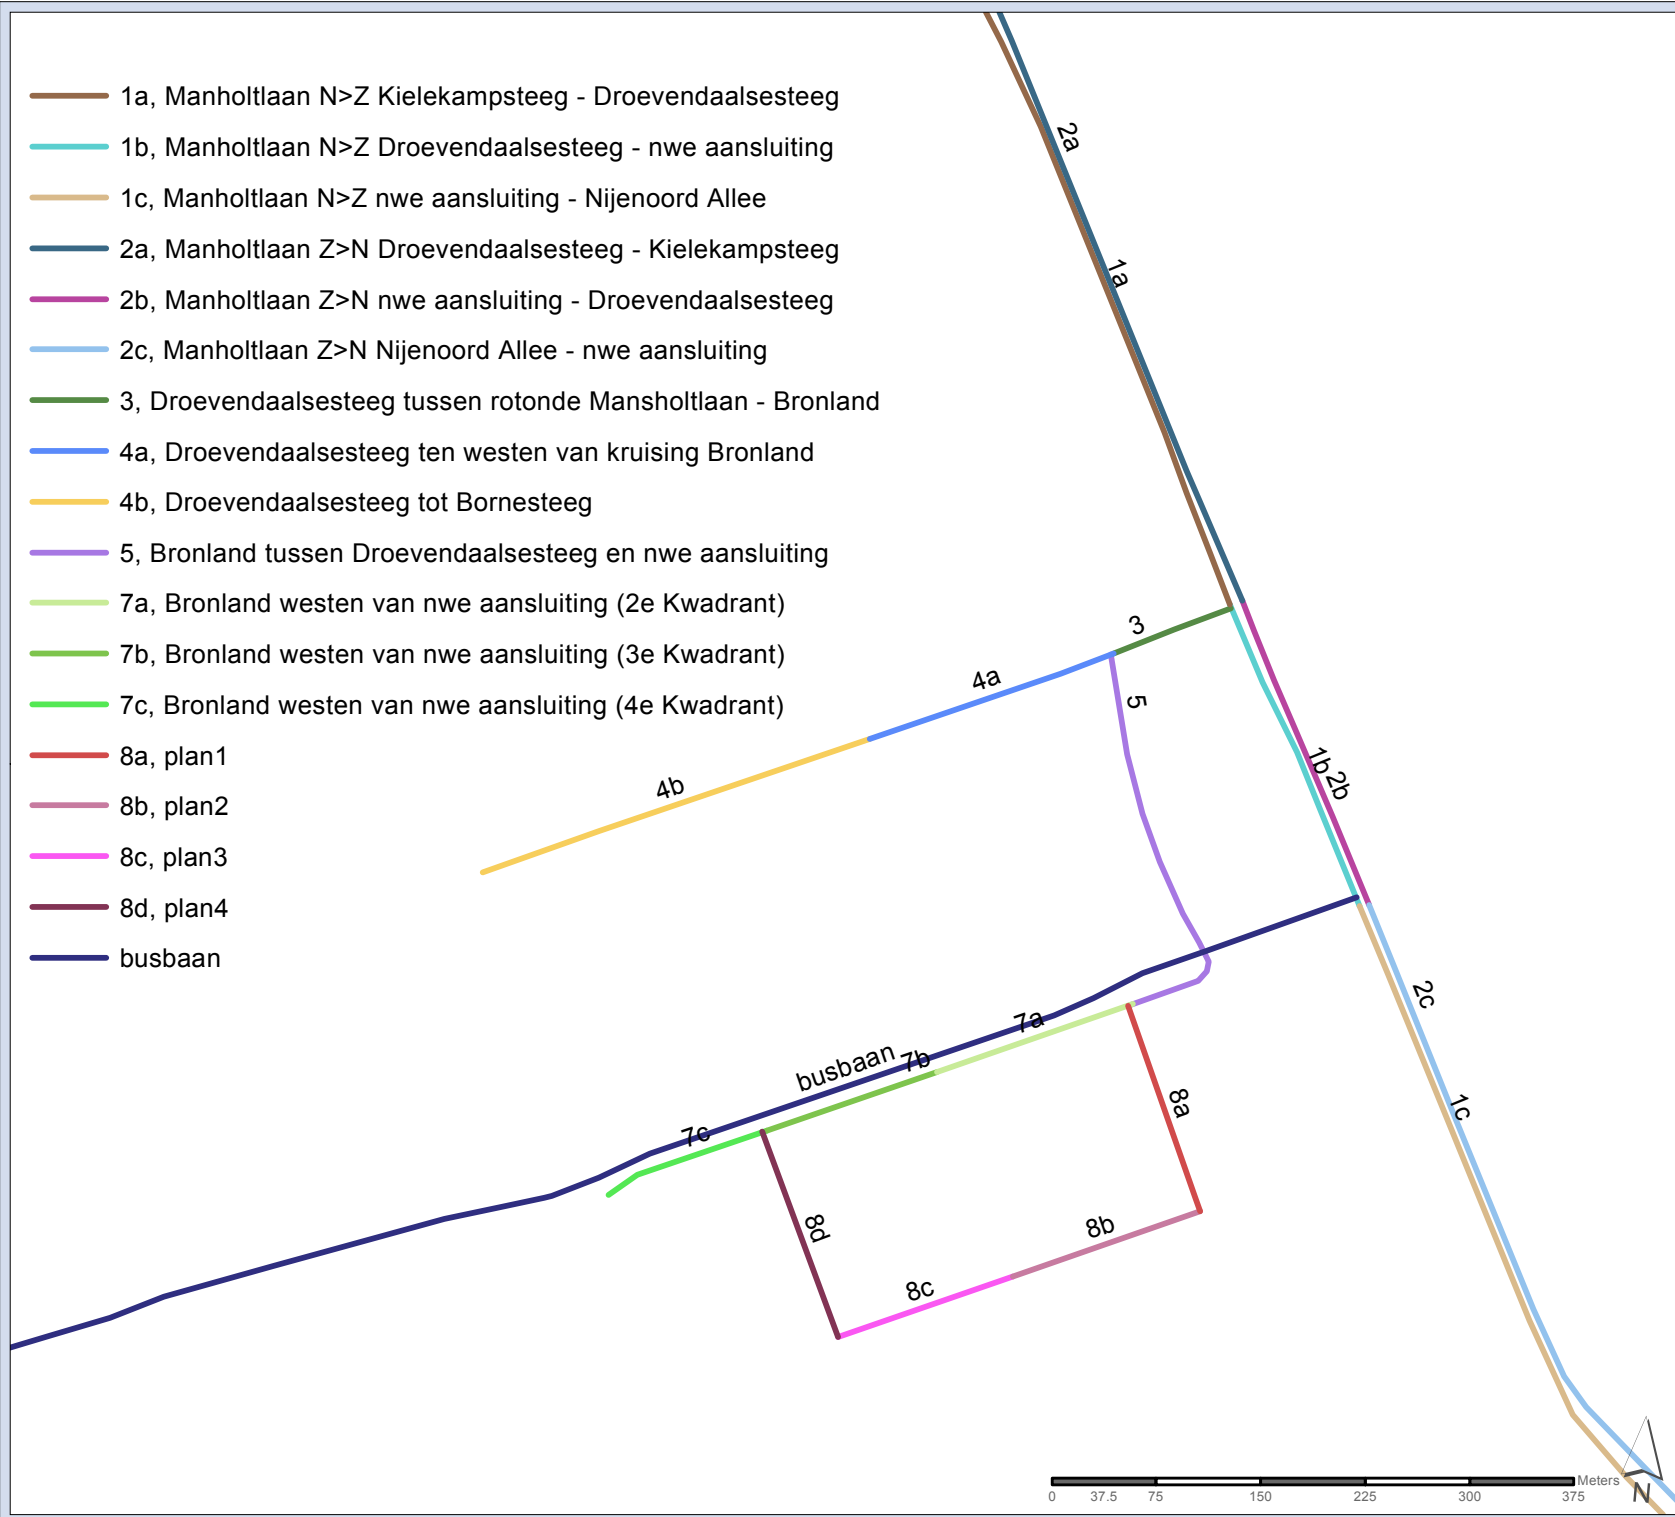 1a, Manholtlaan N>Z Kielekampsteeg - Droevendaalsesteeg
1b, Manholtlaan N>Z Droevendaalsesteeg - nwe aansluiting
1c, Manholtlaan N>Z nwe aansluiting - Nijenoord Allee
2a, Manholtlaan Z>N Droevendaalsesteeg - Kielekampsteeg
2b, Manholtlaan Z>N nwe aansluiting - Droevendaalsesteeg
2c, Manholtlaan Z>N Nijenoord Allee - nwe aansluiting
3, Droevendaalsesteeg tussen rotonde Mansholtlaan - Bronland
4a, Droevendaalsesteeg ten westen van kruising Bronland
4b, Droevendaalsesteeg tot Bornesteeg
5, Bronland tussen Droevendaalsesteeg en nwe aansluiting
7a, Bronland westen van nwe aansluiting (2e Kwadrant)
7b, Bronland westen van nwe aansluiting (3e Kwadrant)
7c, Bronland westen van nwe aansluiting (4e Kwadrant)
8a, plan1
8b, plan2
8c, plan3
8d, plan4
busbaan
2a
1a
3
4a
5
4b
1b
2b
2c
7a
7b
busbaan
8a
1c
7c
8d
8b
8c
0 37.5 75 150 225 300 375 Meters
N